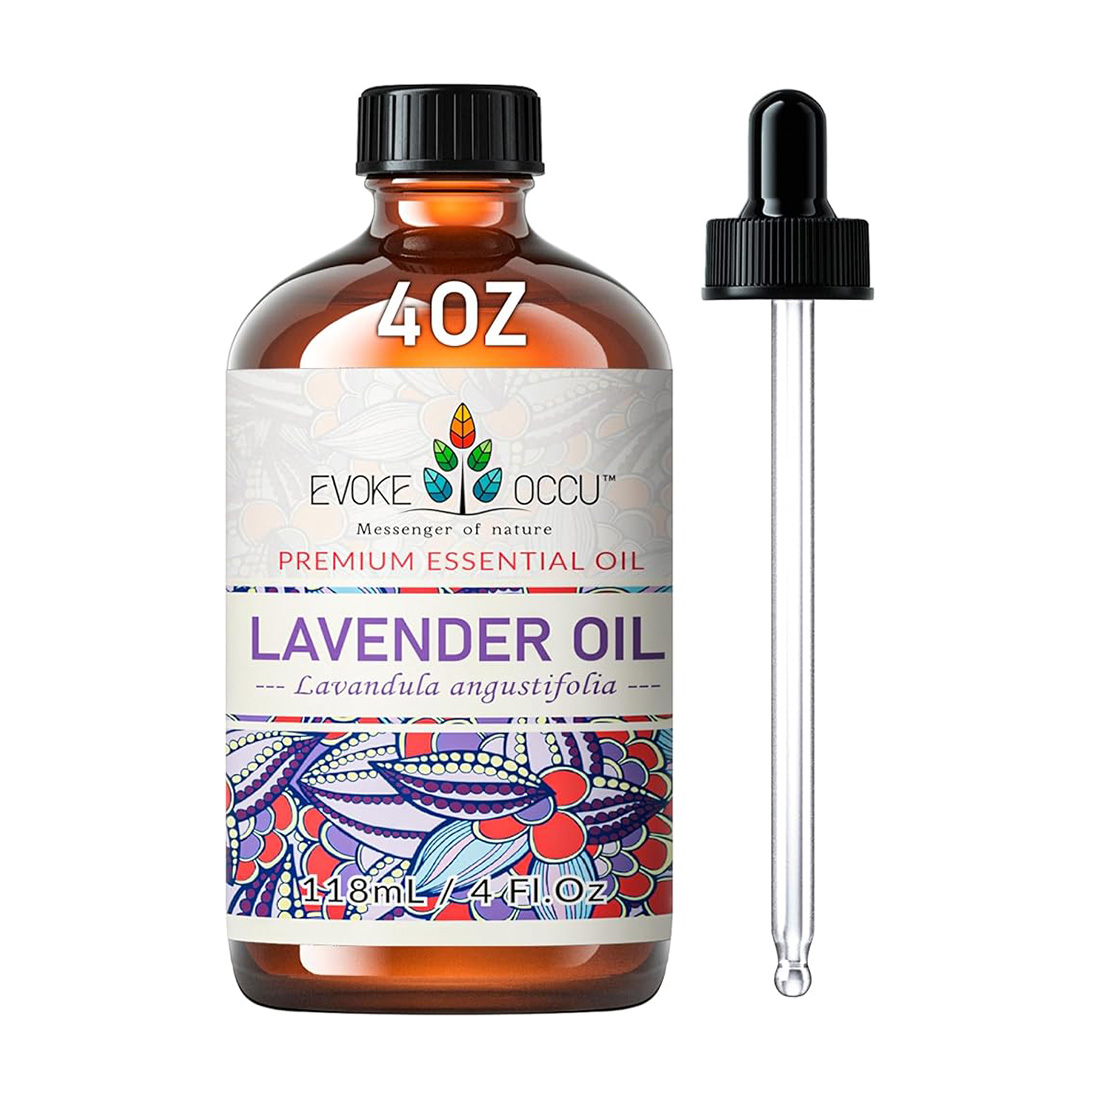 4OZ
EVOKE OCCU™
Messenger of nature
PREMIUM ESSENTIAL OIL
LAVENDER OIL
--- Lavandula angustifolia ---
118mL / 4 Fl.Oz